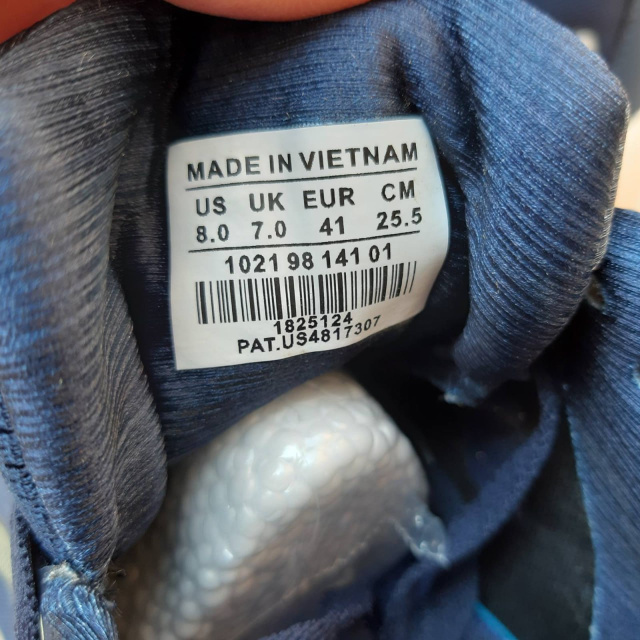 MADE IN VIETNAM
US UK EUR CM
8.0 7.0 41 25.5
1021 98 141 01
1825124
PAT.US4817307